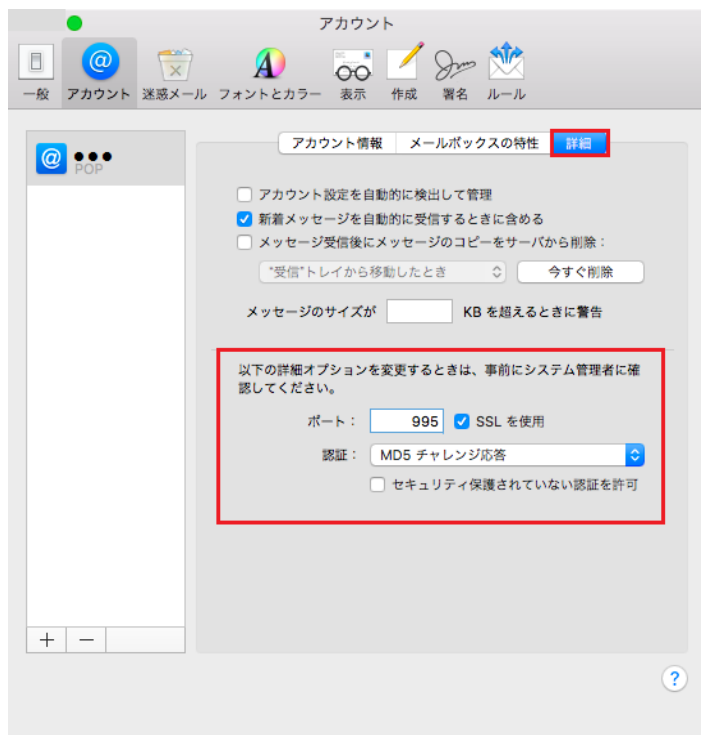 アカウント
一般 アカウント 迷惑メール フォントとカラー 表示 作成 署名 ルール
@ ●●●
POP
アカウント情報 メールボックスの特性 詳細
アカウント設定を自動的に検出して管理
新着メッセージを自動的に受信するときに含める
メッセージ受信後にメッセージのコピーをサーバから削除：
"受信"トレイから移動したとき 今すぐ削除
メッセージのサイズが KB を超えるときに警告
以下の詳細オプションを変更するときは、事前にシステム管理者に確
認してください。
ポート： 995 SSL を使用
認証： MD5 チャレンジ応答
セキュリティ保護されていない認証を許可
+ −
?